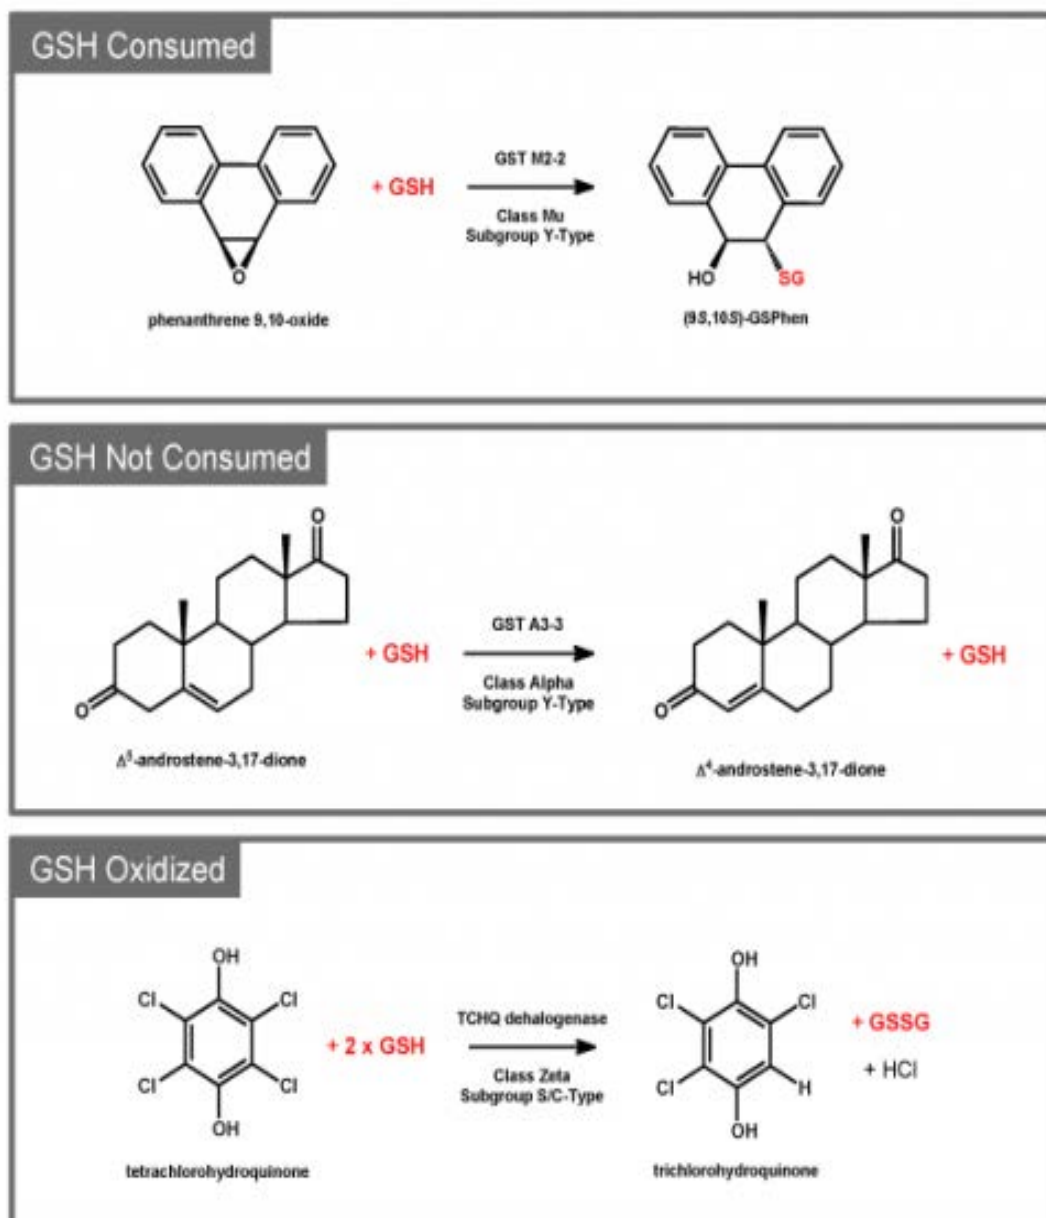 GSH Consumed
+ GSH
GST M2-2
Class Mu
Subgroup Y-Type
O
HO
SG
phenanthrene 9,10-oxide
(9S,10S)-GSPhen
GSH Not Consumed
O
O
O
+ GSH
GST A3-3
Class Alpha
Subgroup Y-Type
O
+ GSH
Δ⁵-androstene-3,17-dione
Δ⁴-androstene-3,17-dione
GSH Oxidized
OH
Cl
Cl
Cl
Cl
OH
+ 2 x GSH
TCHQ dehalogenase
Class Zeta
Subgroup S/C-Type
OH
Cl
Cl
Cl
H
OH
+ GSSG
+ HCl
tetrachlorohydroquinone
trichlorohydroquinone